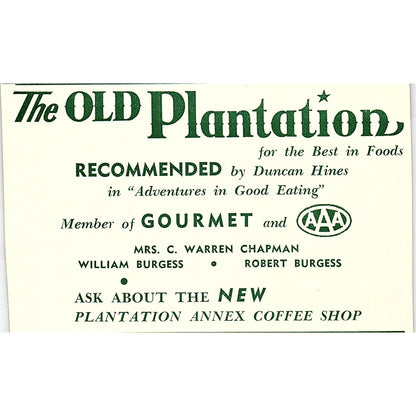 The OLD Plantation
for the Best in Foods
RECOMMENDED by Duncan Hines
in "Adventures in Good Eating"
Member of GOURMET and AAA
MRS. C. WARREN CHAPMAN
WILLIAM BURGESS • ROBERT BURGESS
•
ASK ABOUT THE NEW
PLANTATION ANNEX COFFEE SHOP